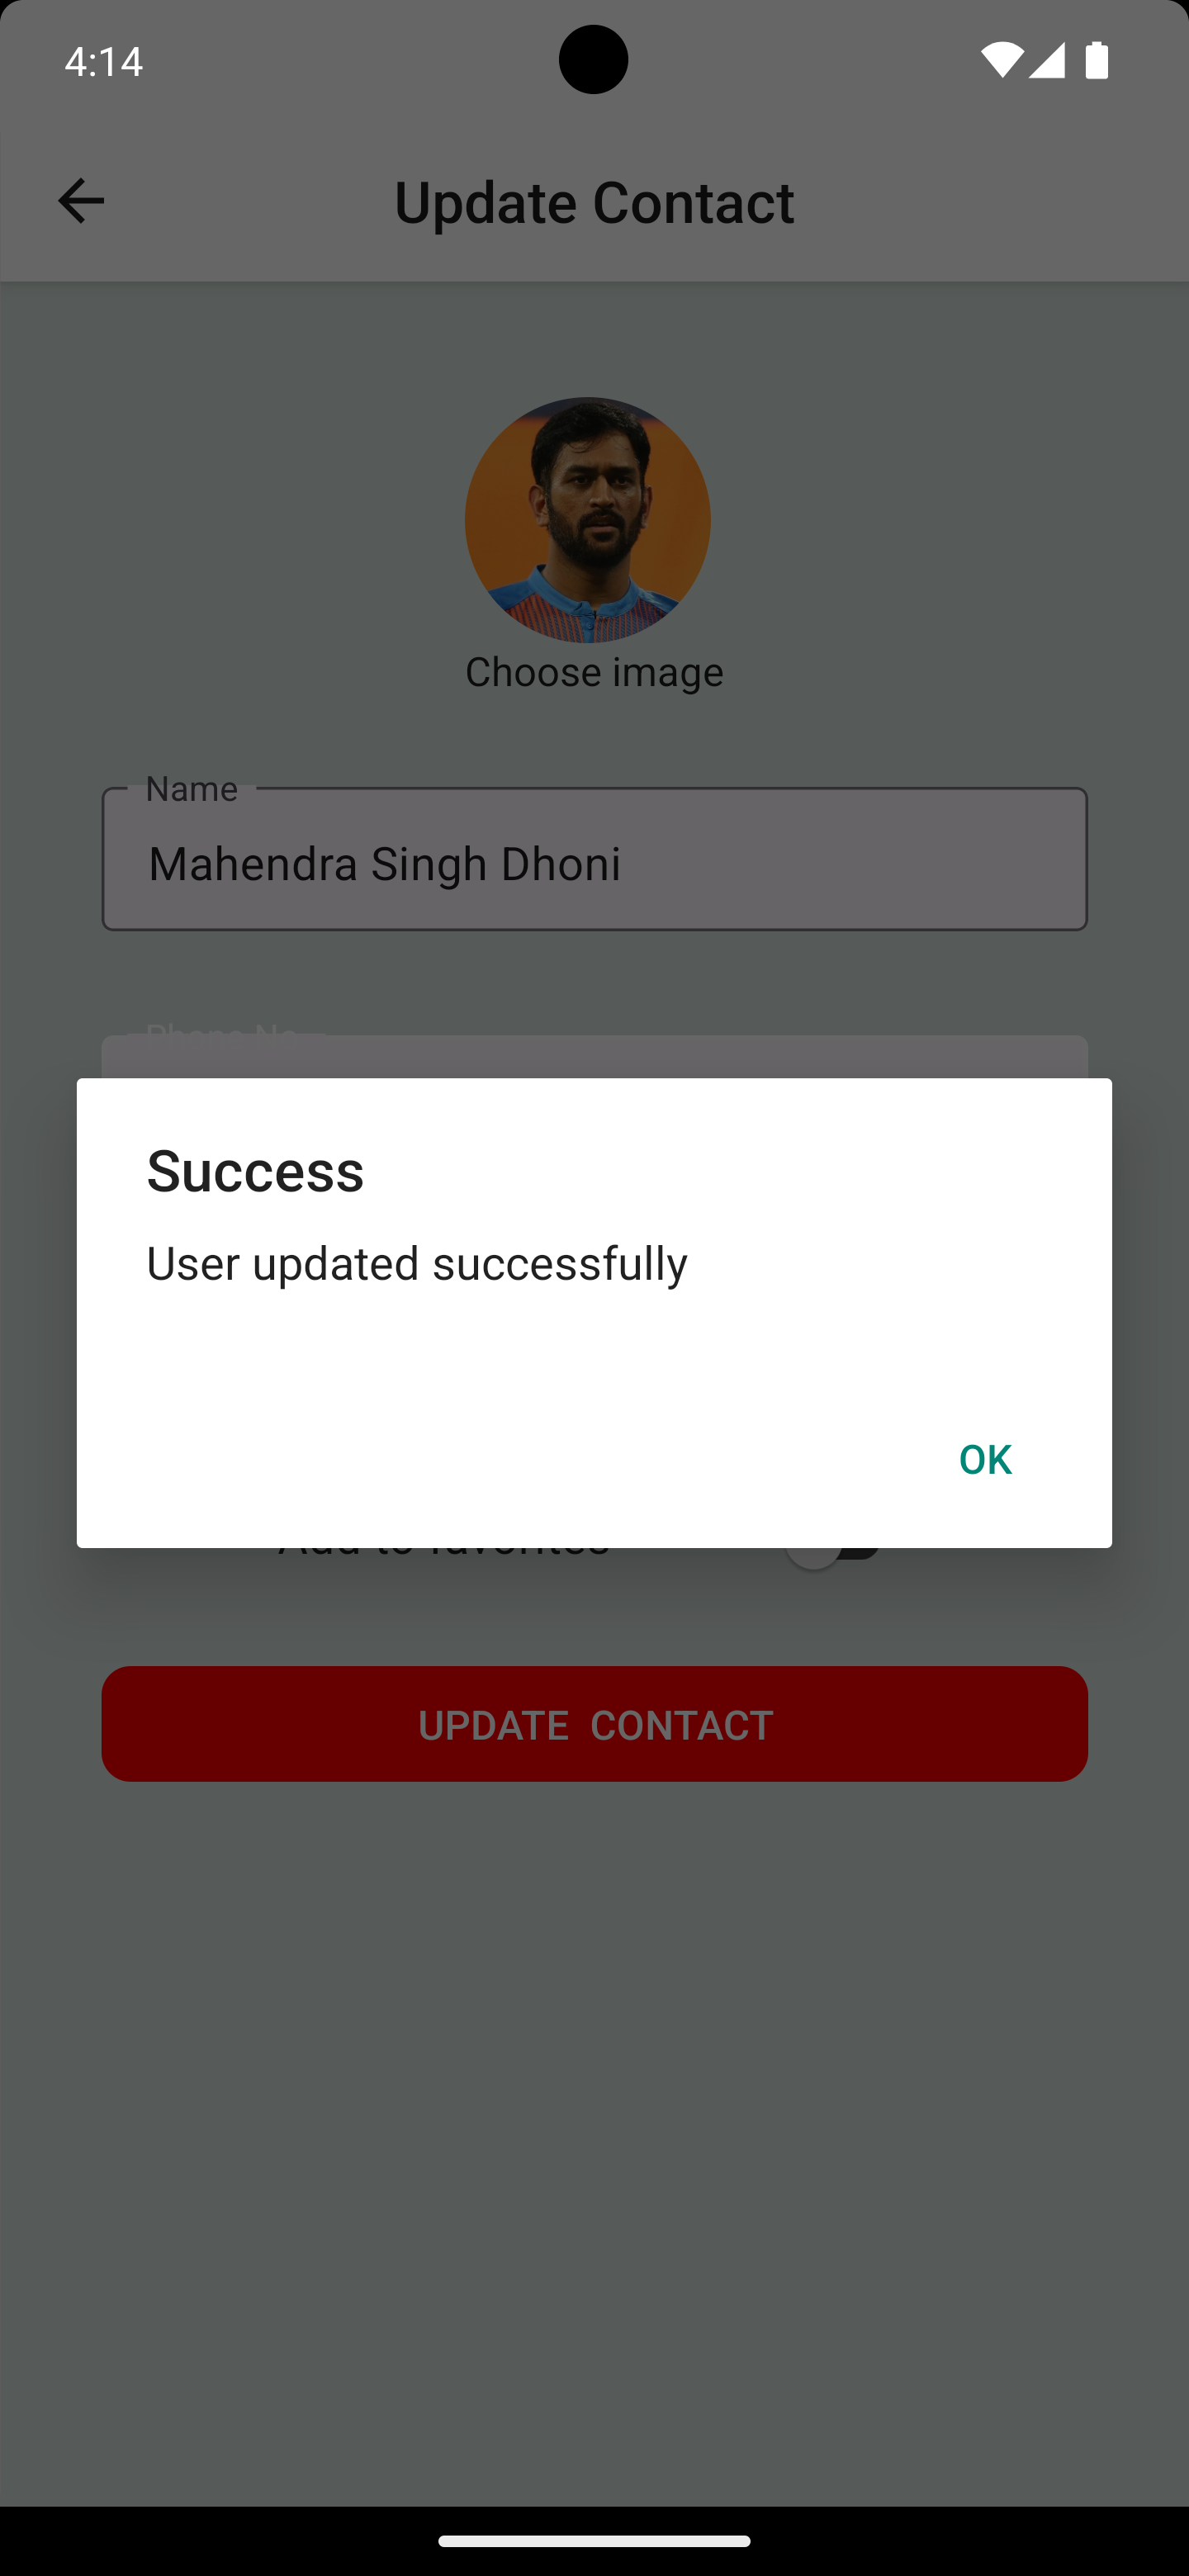 4:14
Update Contact
Choose image
Name
Mahendra Singh Dhoni
Phone No
Success
User updated successfully
OK
Add to favorites
UPDATE CONTACT